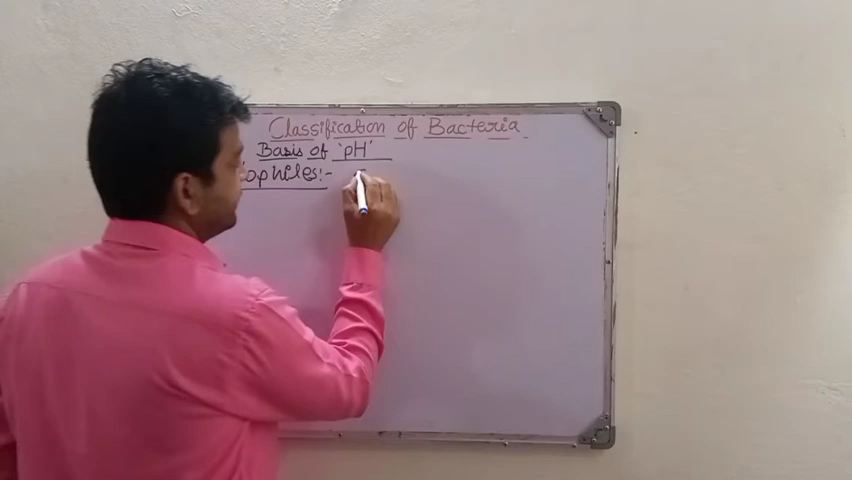 Classification of Bacteria
Basis of 'pH'
ophiles:-